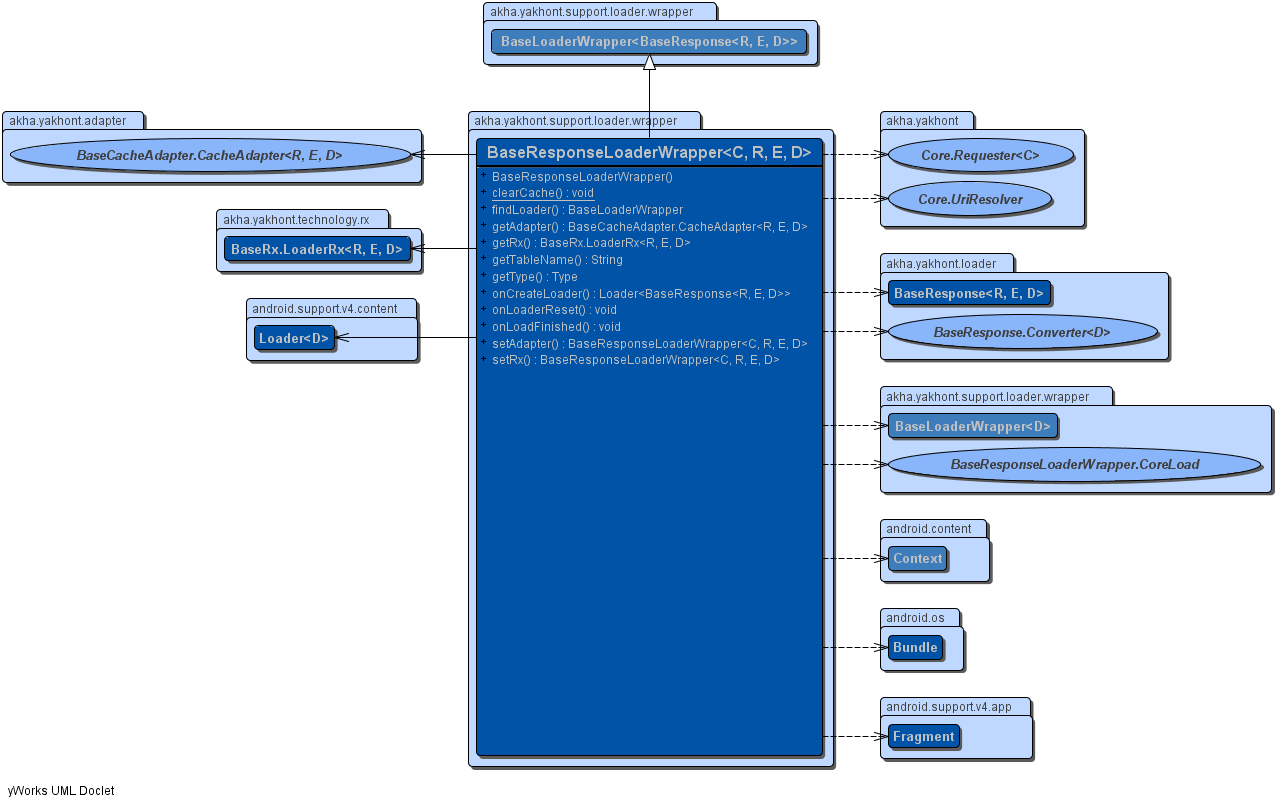 akha.yakhont.support.loader.wrapper
BaseLoaderWrapper<BaseResponse<R, E, D>>
akha.yakhont.adapter
BaseCacheAdapter.CacheAdapter<R, E, D>
akha.yakhont.technology.rx
BaseRx.LoaderRx<R, E, D>
android.support.v4.content
Loader<D>
akha.yakhont.support.loader.wrapper
BaseResponseLoaderWrapper<C, R, E, D>
+ BaseResponseLoaderWrapper()
+ clearCache() : void
+ findLoader() : BaseLoaderWrapper
+ getAdapter() : BaseCacheAdapter.CacheAdapter<R, E, D>
+ getRx() : BaseRx.LoaderRx<R, E, D>
+ getTableName() : String
+ getType() : Type
+ onCreateLoader() : Loader<BaseResponse<R, E, D>>
+ onLoaderReset() : void
+ onLoadFinished() : void
+ setAdapter() : BaseResponseLoaderWrapper<C, R, E, D>
+ setRx() : BaseResponseLoaderWrapper<C, R, E, D>
akha.yakhont
Core.Requester<C>
Core.UriResolver
akha.yakhont.loader
BaseResponse<R, E, D>
BaseResponse.Converter<D>
akha.yakhont.support.loader.wrapper
BaseLoaderWrapper<D>
BaseResponseLoaderWrapper.CoreLoad
android.content
Context
android.os
Bundle
android.support.v4.app
Fragment
yWorks UML Doclet